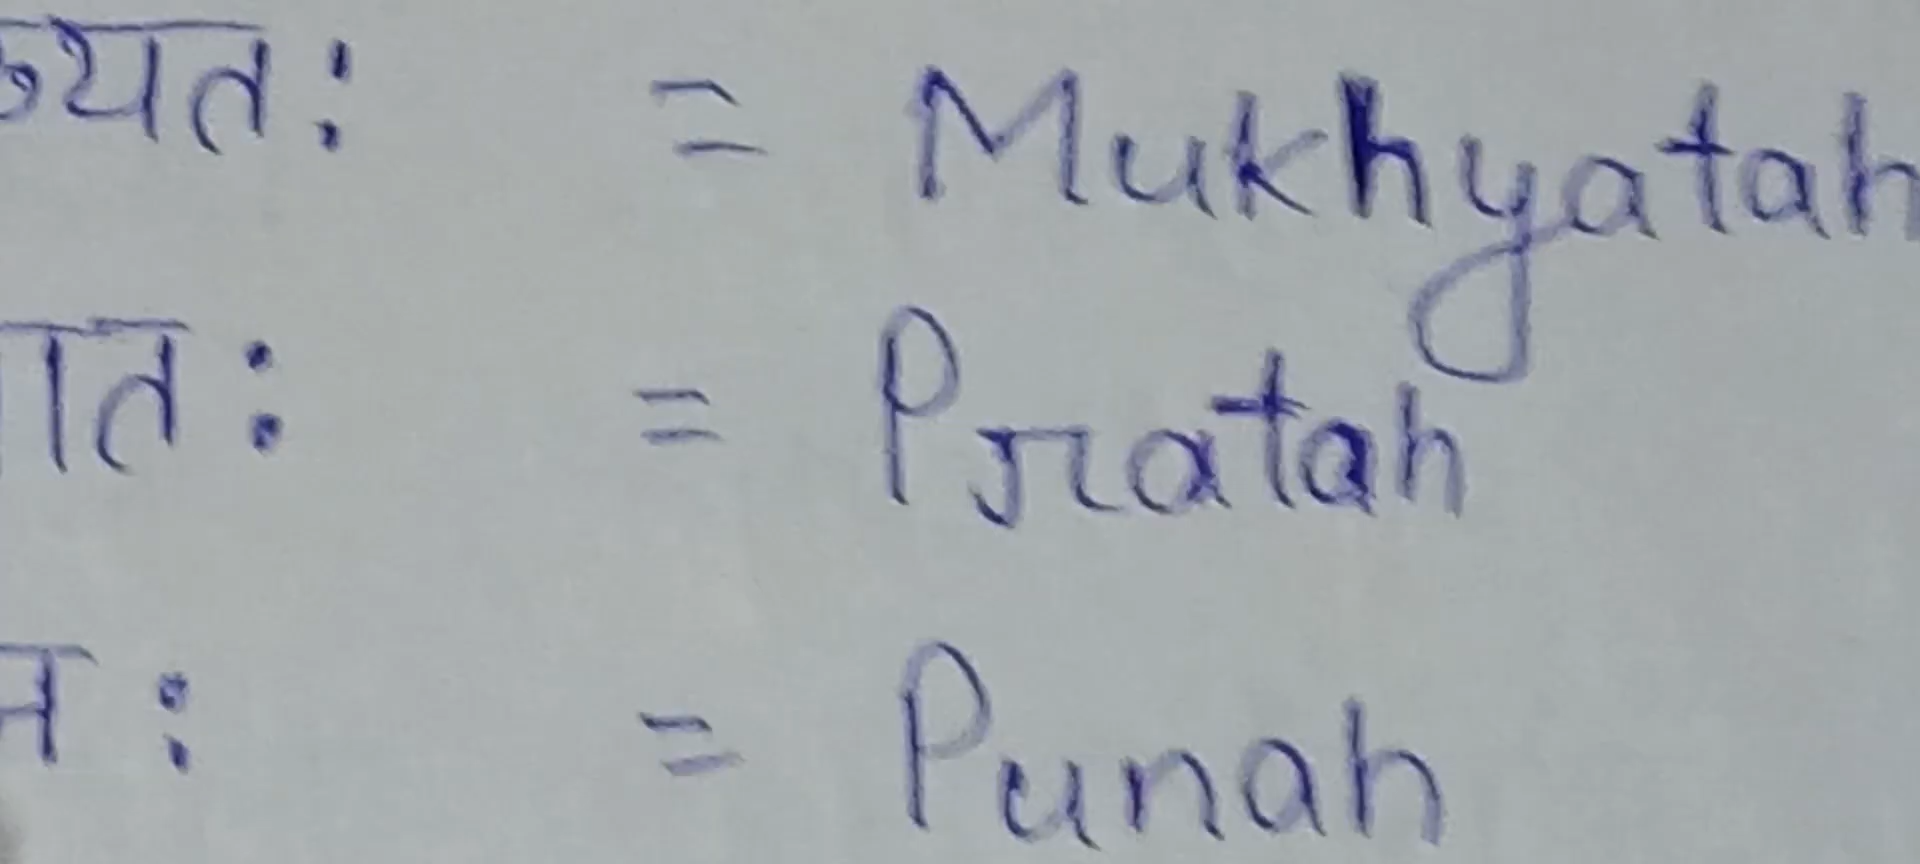 ख्यतः = Mukhyatah
ातः = Pratah
नः = Punah